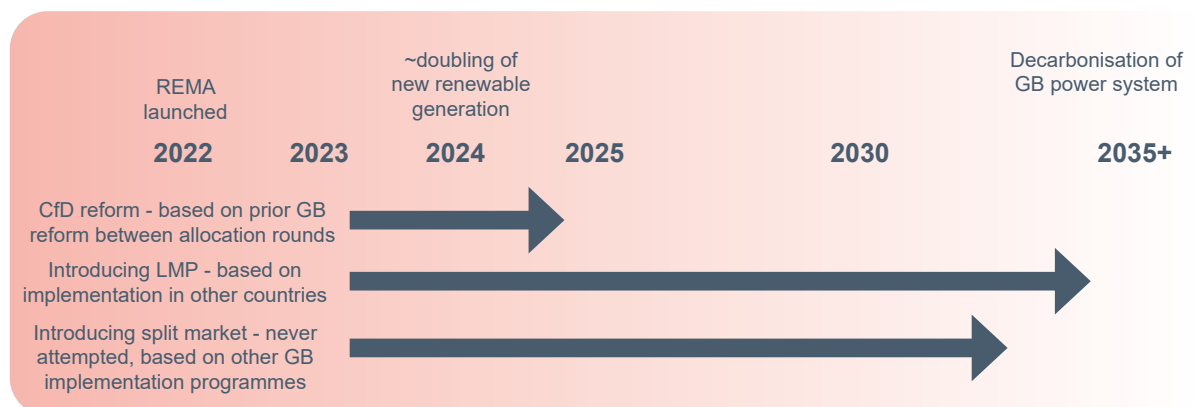 REMA
launched
~doubling of
new renewable
generation
Decarbonisation of
GB power system
2022
2023
2024
2025
2030
2035+
CfD reform - based on prior GB
reform between allocation rounds
Introducing LMP - based on
implementation in other countries
Introducing split market - never
attempted, based on other GB
implementation programmes